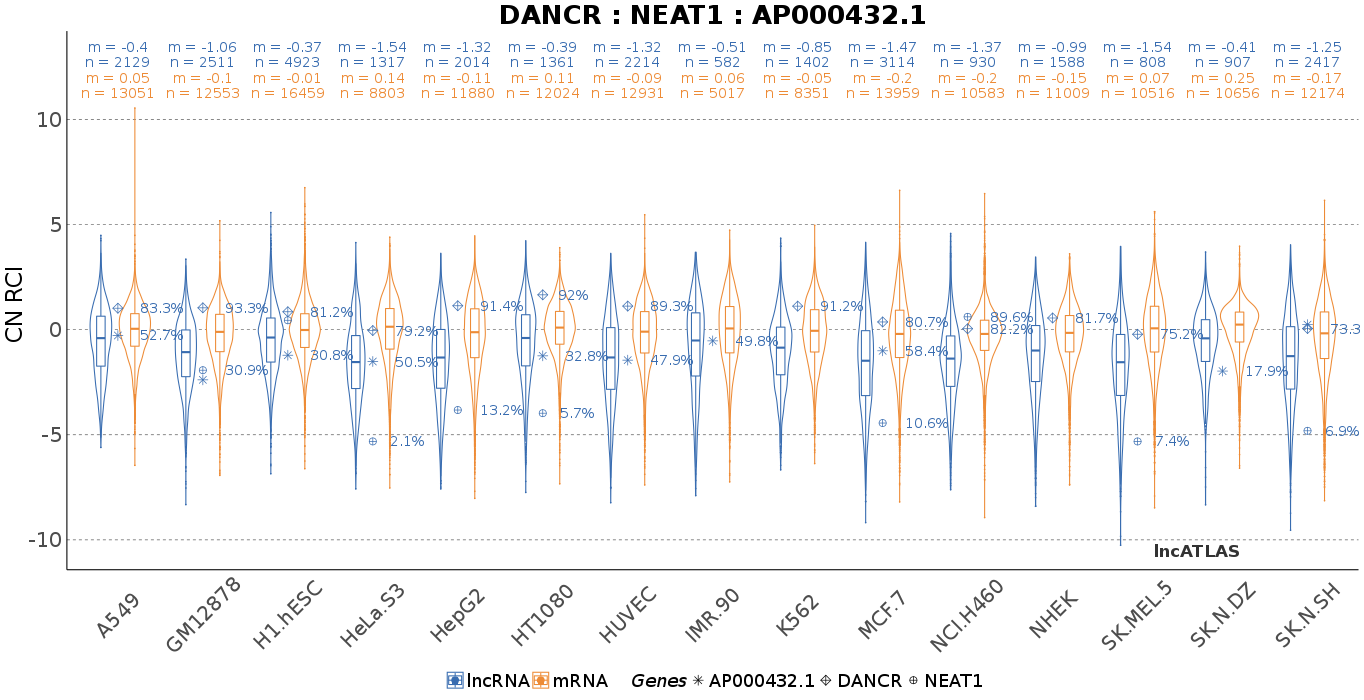 DANCR : NEAT1 : AP000432.1
m = -0.4 m = -1.06 m = -0.37 m = -1.54 m = -1.32 m = -0.39 m = -1.32 m = -0.51 m = -0.85 m = -1.47 m = -1.37 m = -0.99 m = -1.54 m = -0.41 m = -1.25
n = 2129 n = 2511 n = 4923 n = 1317 n = 2014 n = 1361 n = 2214 n = 582 n = 1402 n = 3114 n = 930 n = 1588 n = 808 n = 907 n = 2417
m = 0.05 m = -0.1 m = -0.01 m = 0.14 m = -0.11 m = 0.11 m = -0.09 m = 0.06 m = -0.05 m = -0.2 m = -0.2 m = -0.15 m = 0.07 m = 0.25 m = -0.17
n = 13051 n = 12553 n = 16459 n = 8803 n = 11880 n = 12024 n = 12931 n = 5017 n = 8351 n = 13959 n = 10583 n = 11009 n = 10516 n = 10656 n = 12174
10
5
92%
83.3% 93.3% 81.2% 91.4% 89.3% 91.2%
89.6% 81.7%
80.7%
0
79.2% 82.2% 75.2% 73.3
52.7% 49.8%
30.8% 32.8% 58.4%
50.5% 47.9%
30.9% 17.9%
13.2% 5.7%
10.6%
-5
2.1% 7.4% 6.9%
-10
CN RCI
lncATLAS
A549 GM12878 H1.hESC HeLa.S3 HepG2 HT1080 HUVEC IMR.90 K562 MCF.7 NCI.H460 NHEK SK.MEL.5 SK.N.DZ SK.N.SH
lncRNA mRNA Genes AP000432.1 DANCR NEAT1